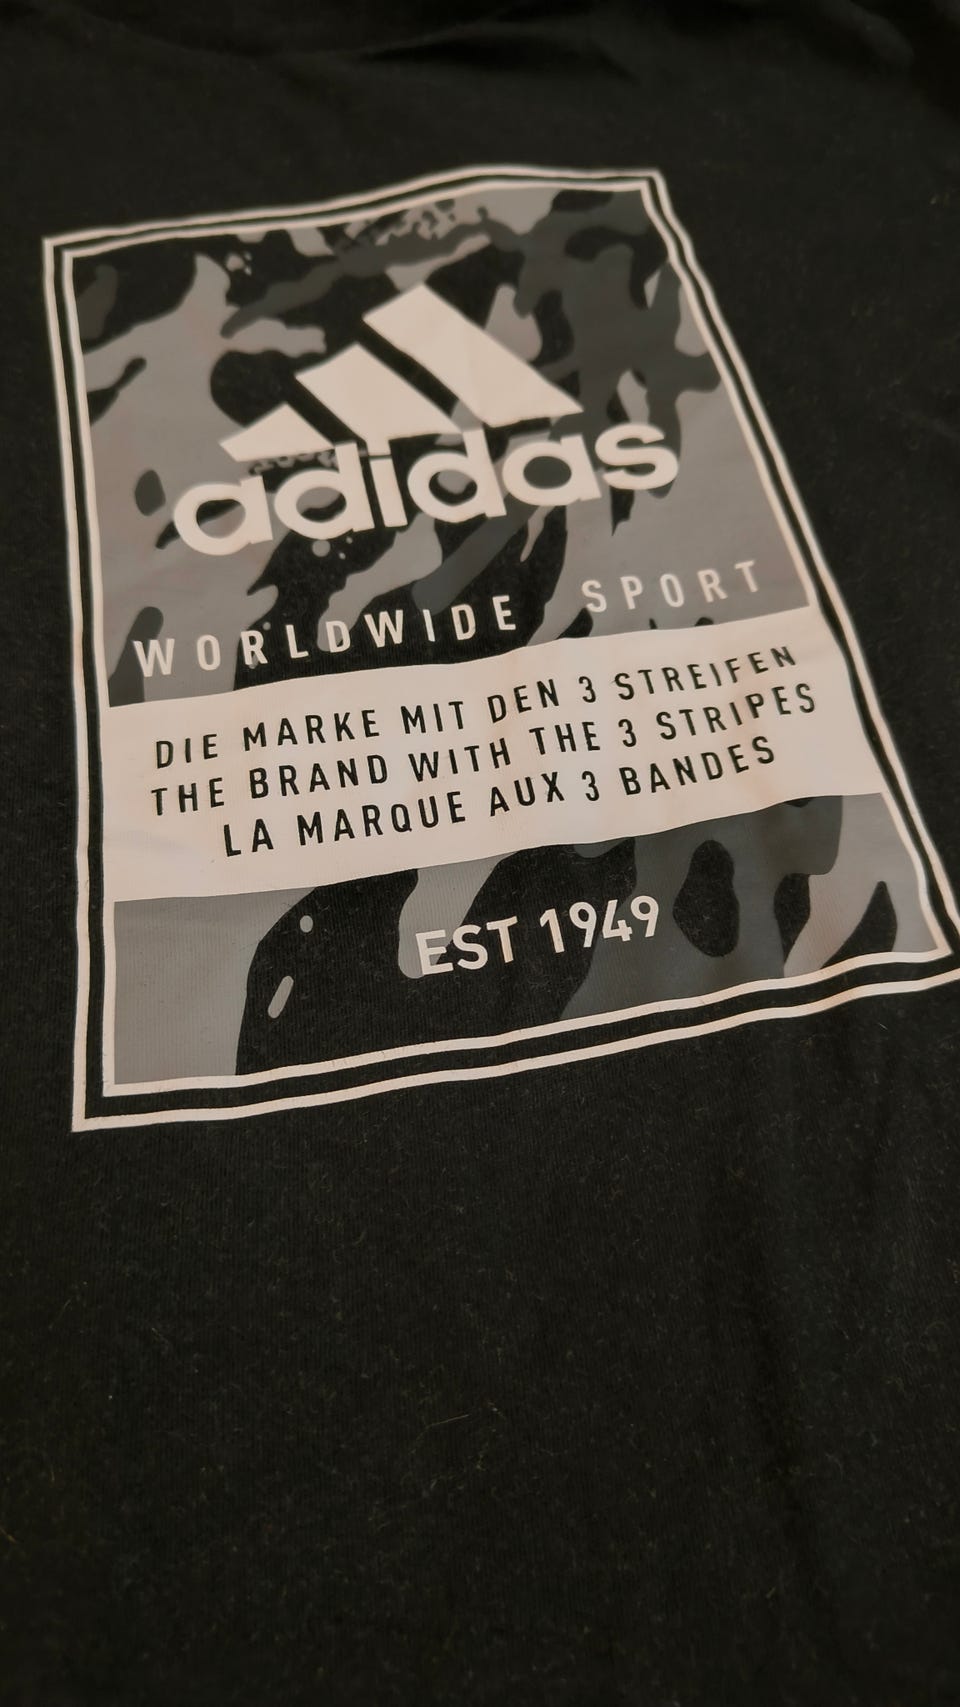 adidas
WORLDWIDE SPORT
DIE MARKE MIT DEN 3 STREIFEN
THE BRAND WITH THE 3 STRIPES
LA MARQUE AUX 3 BANDES
EST 1949